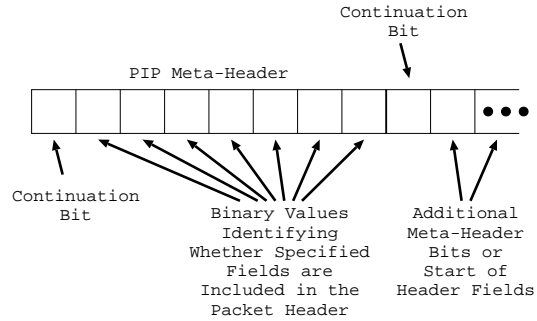 Continuation
Bit
PIP Meta-Header
Continuation
Bit
Binary Values
Identifying
Whether Specified
Fields are
Included in the
Packet Header
Additional
Meta-Header
Bits or
Start of
Header Fields